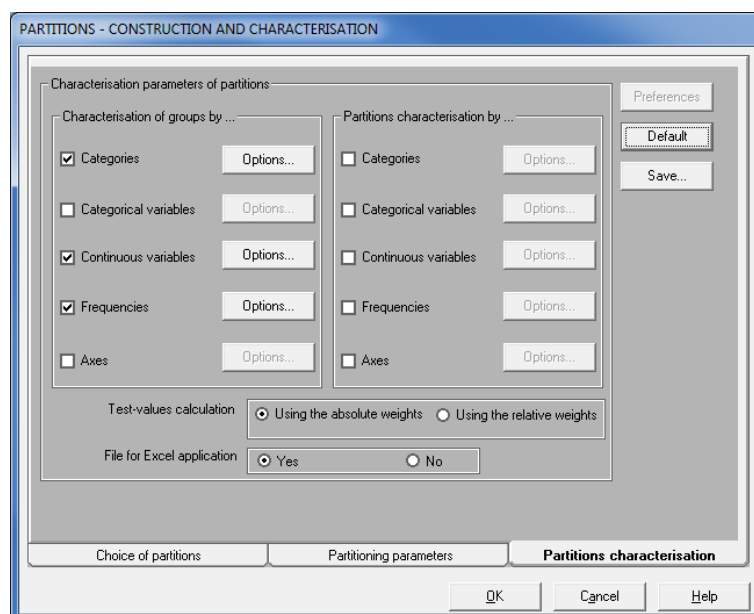 PARTITIONS - CONSTRUCTION AND CHARACTERISATION
Characterisation parameters of partitions
Characterisation of groups by ...
Categories
Options...
Categorical variables
Options...
Continuous variables
Options...
Frequencies
Options...
Axes
Options...
Partitions characterisation by ...
Categories
Options...
Categorical variables
Options...
Continuous variables
Options...
Frequencies
Options...
Axes
Options...
Preferences
Default
Save...
Test-values calculation
Using the absolute weights
Using the relative weights
File for Excel application
Yes
No
Choice of partitions
Partitioning parameters
Partitions characterisation
OK
Cancel
Help